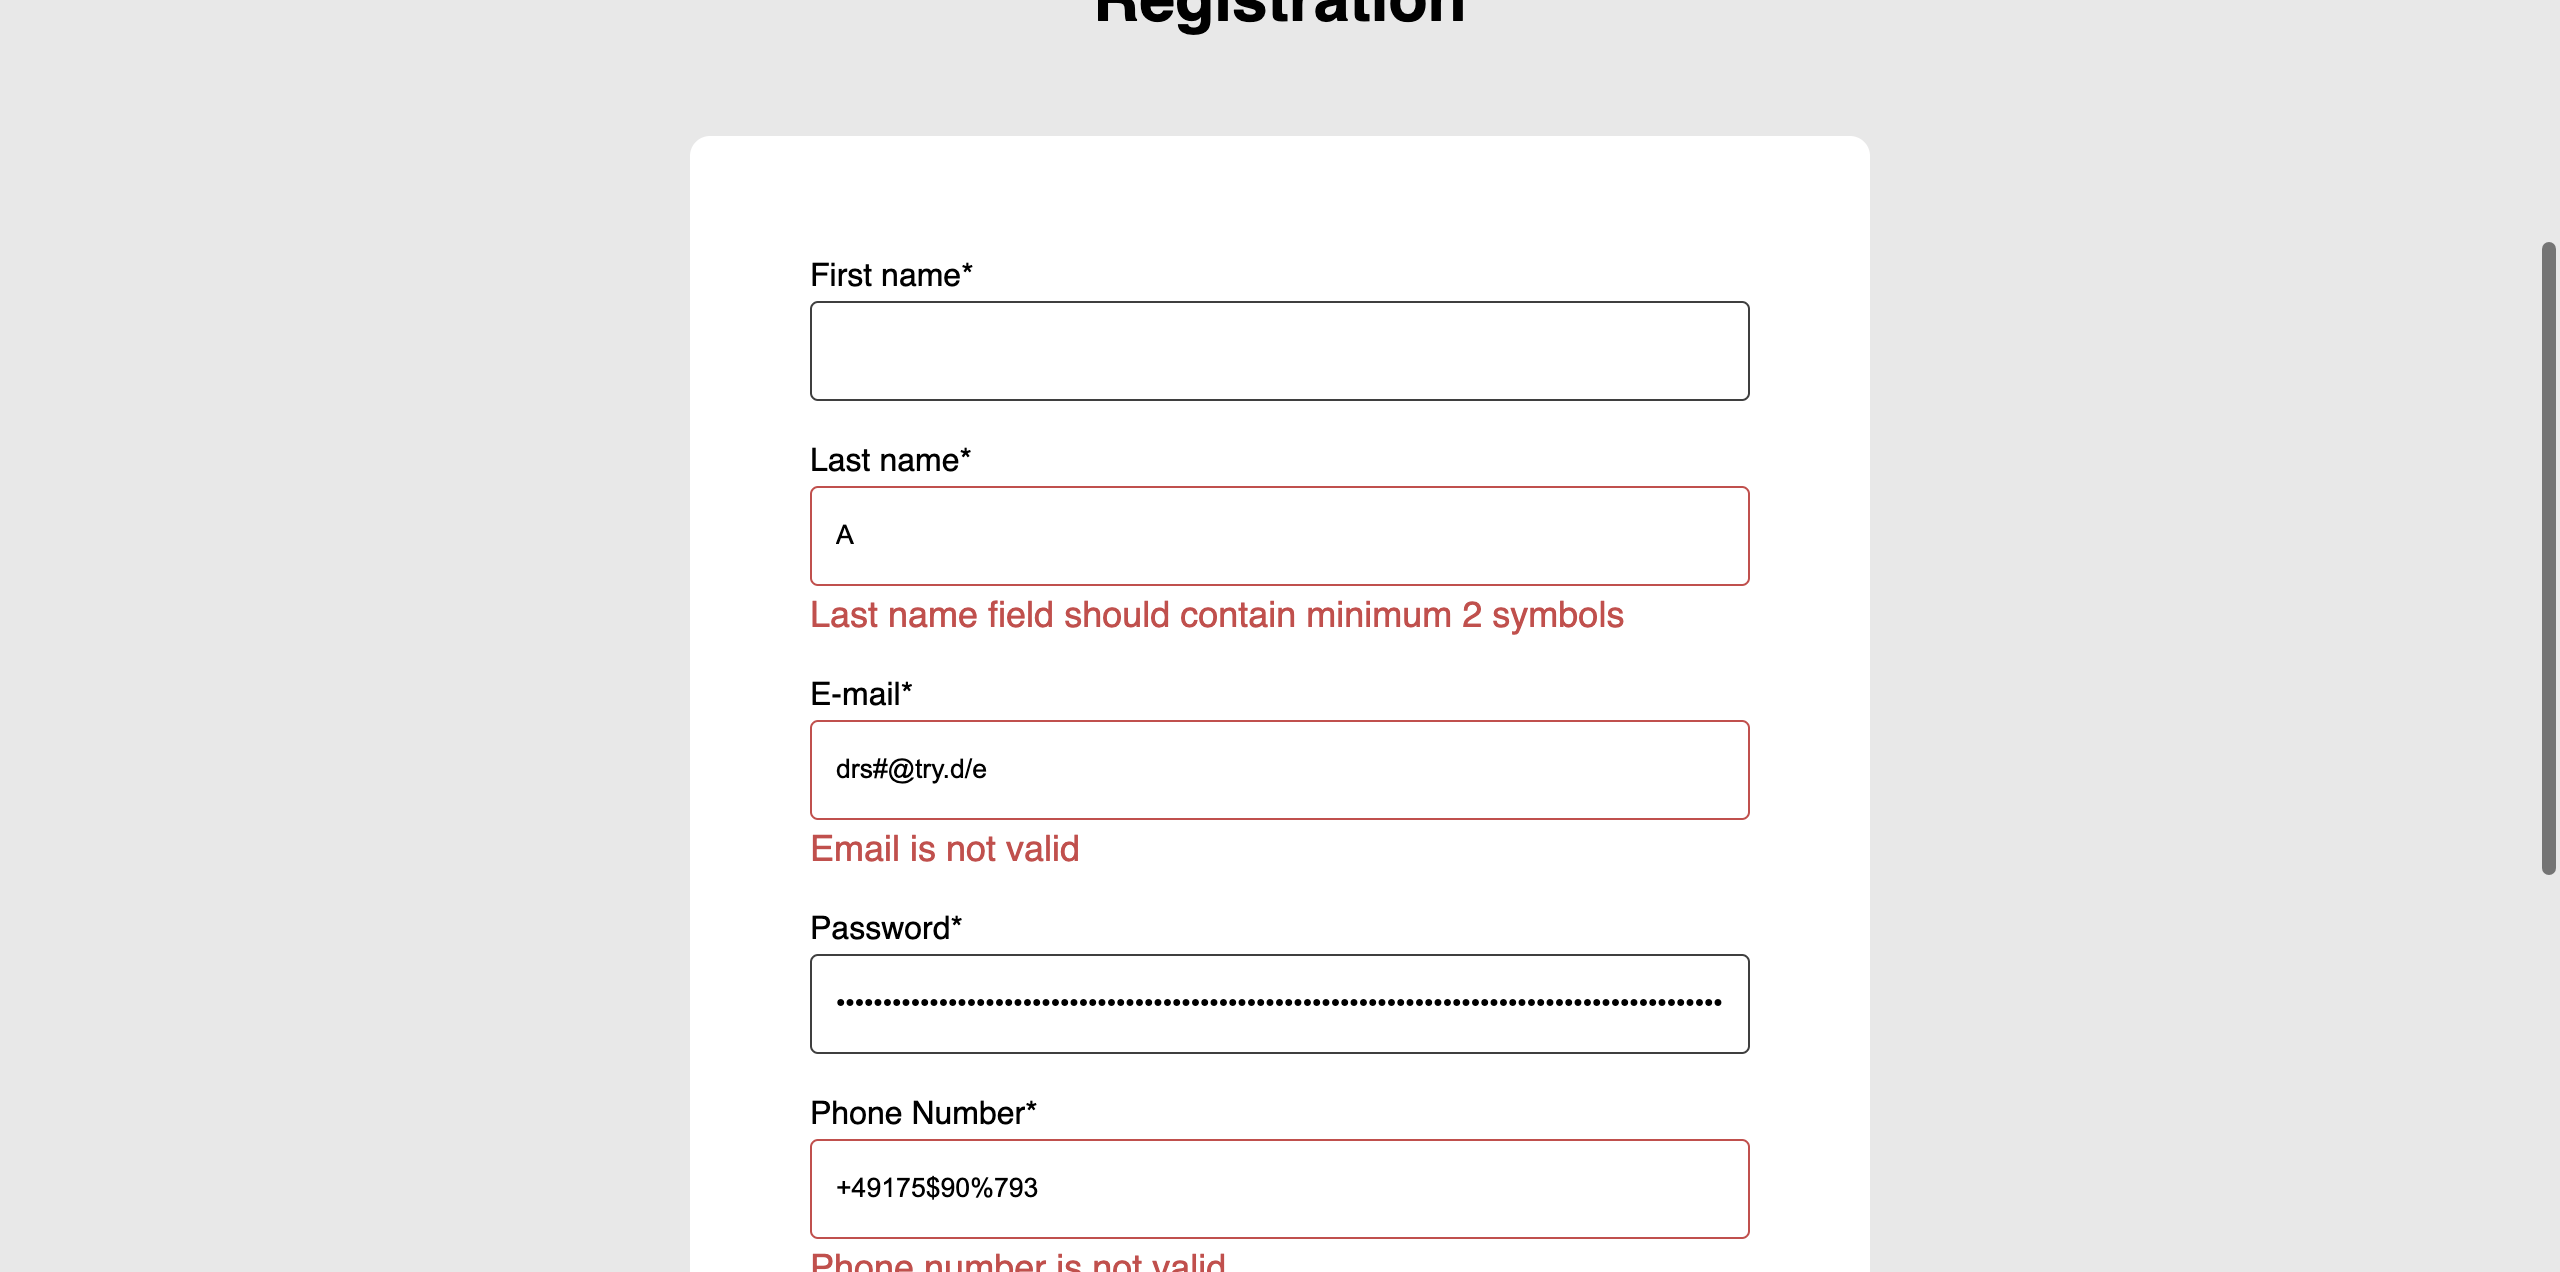 Registration
First name*
Last name*
A
Last name field should contain minimum 2 symbols
E-mail*
drs#@try.d/e
Email is not valid
Password*
Phone Number*
+49175$90%793
Phone number is not valid